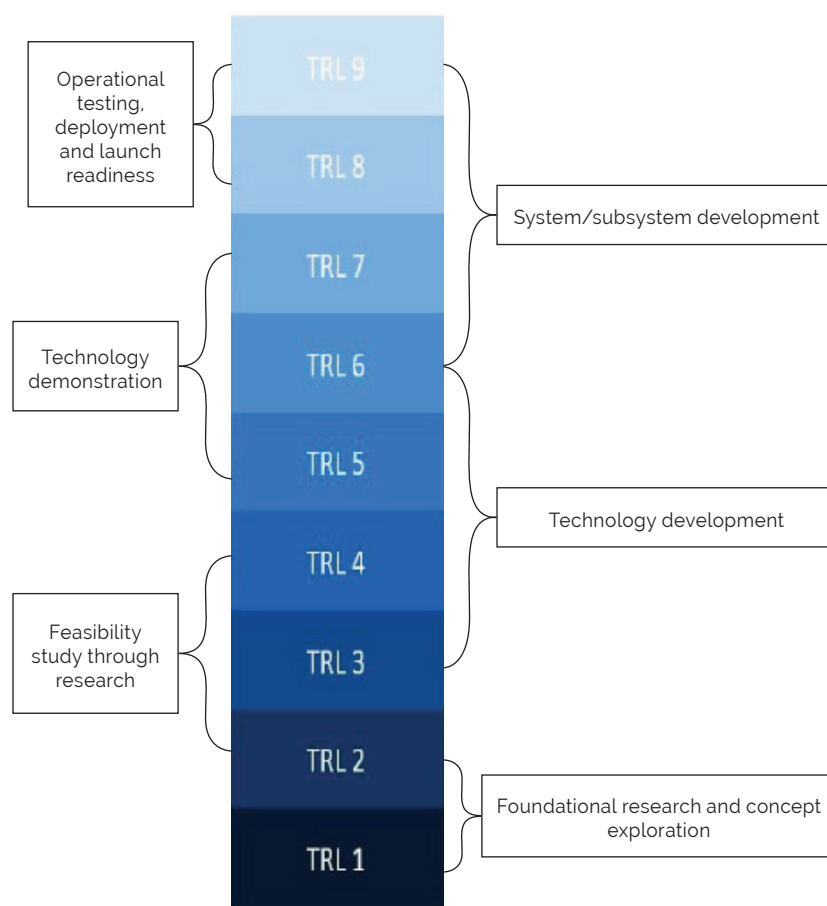 Operational
testing,
deployment
and launch
readiness
TRL 9
TRL 8
System/subsystem development
TRL 7
Technology
demonstration
TRL 6
TRL 5
Technology development
TRL 4
Feasibility
study through
research
TRL 3
TRL 2
Foundational research and concept
exploration
TRL 1